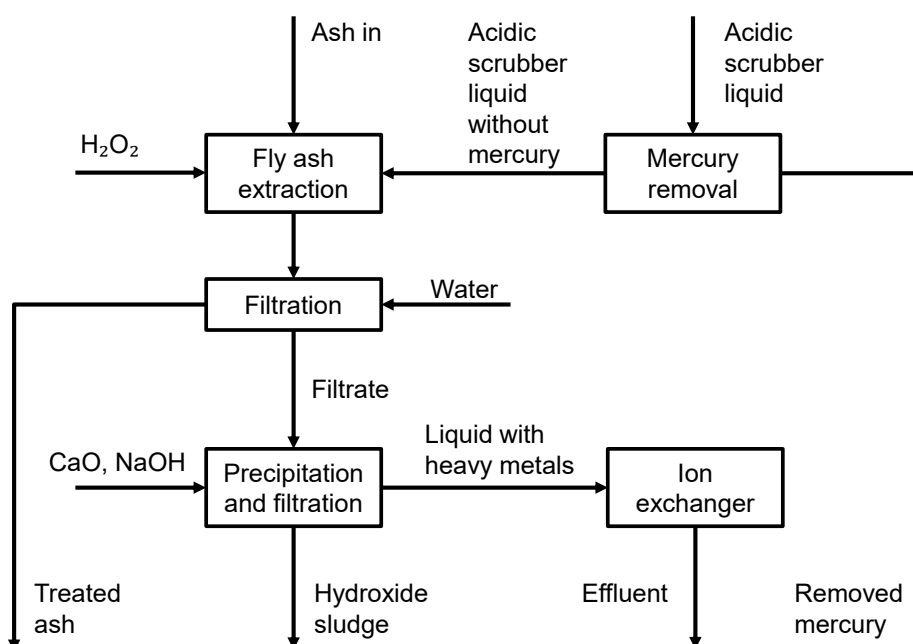 Ash in
Acidic
scrubber
liquid
without
mercury
Acidic
scrubber
liquid
H₂O₂
Fly ash
extraction
Mercury
removal
Filtration
Water
Filtrate
CaO, NaOH
Precipitation
and filtration
Liquid with
heavy metals
Ion
exchanger
Treated
ash
Hydroxide
sludge
Effluent
Removed
mercury